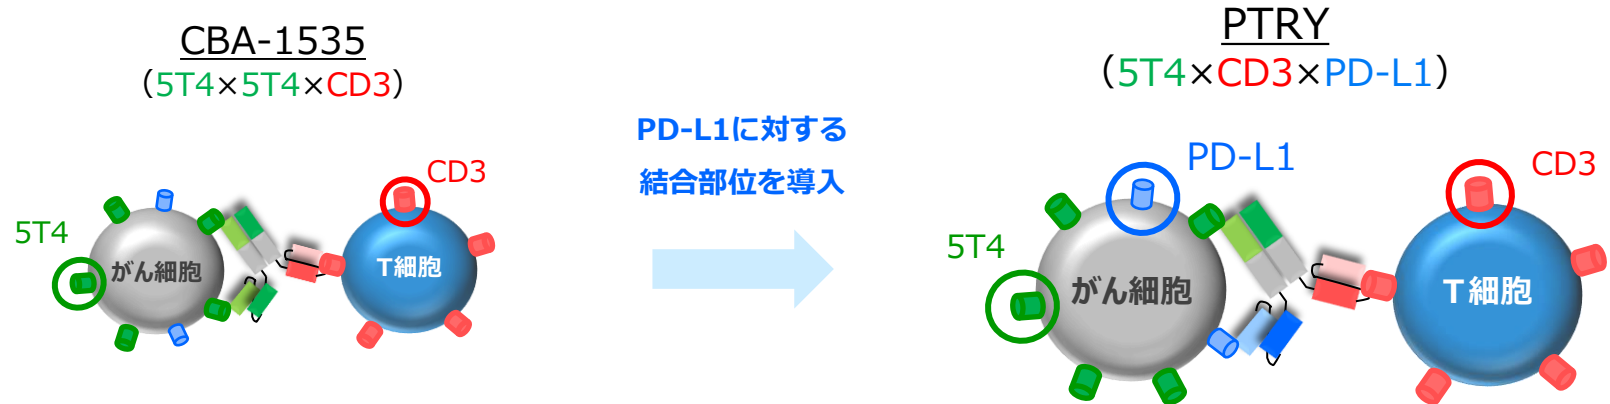 CBA-1535
（5T4×5T4×CD3）
CD3
5T4
がん細胞
T細胞
PD-L1に対する
結合部位を導入
PTRY
（5T4×CD3×PD-L1）
PD-L1
CD3
5T4
がん細胞
T細胞